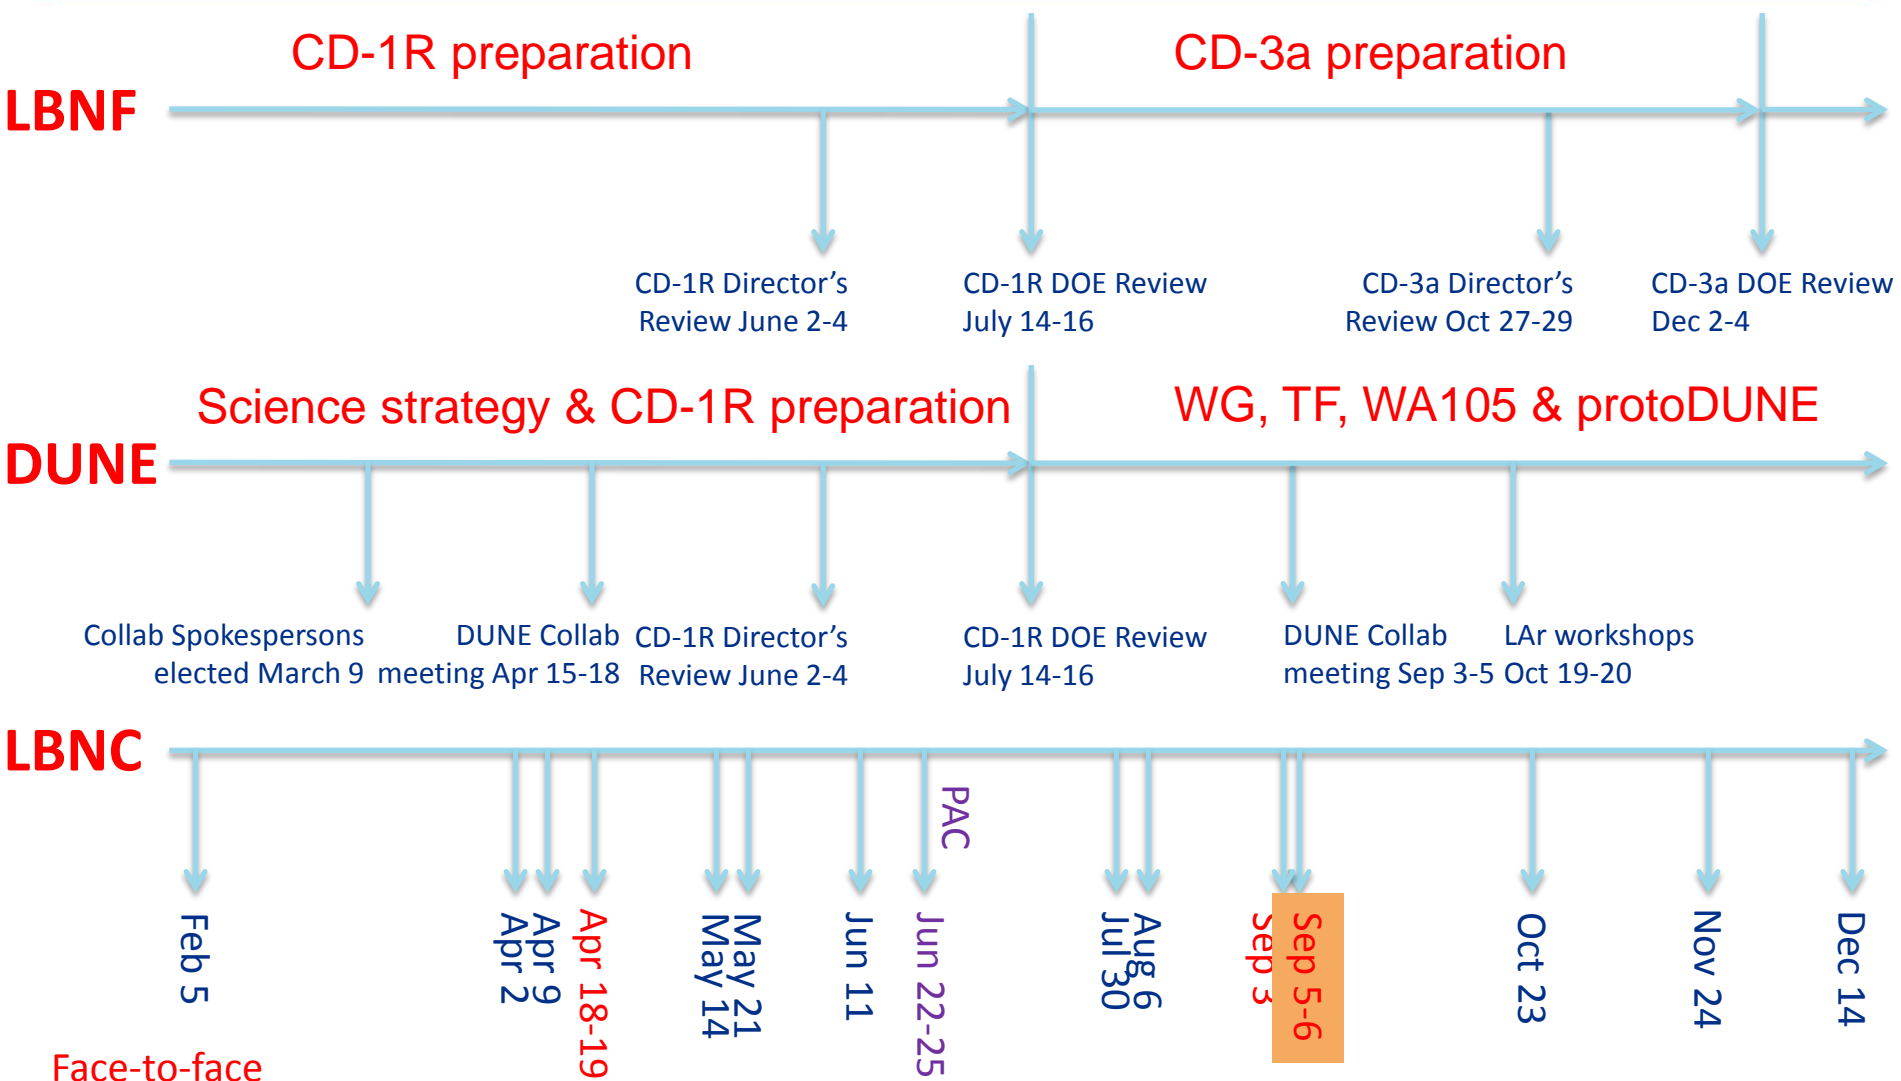 CD-1R preparation
CD-3a preparation
LBNF
CD-1R Director's
Review June 2-4
CD-1R DOE Review
July 14-16
CD-3a Director's
Review Oct 27-29
CD-3a DOE Review
Dec 2-4
Science strategy & CD-1R preparation
WG, TF, WA105 & protoDUNE
DUNE
Collab Spokespersons
elected March 9
DUNE Collab
meeting Apr 15-18
CD-1R Director's
Review June 2-4
CD-1R DOE Review
July 14-16
DUNE Collab
meeting Sep 3-5
LAr workshops
Oct 19-20
LBNC
PAC
Feb 5
Apr 2
Apr 9
Apr 18-19
May 14
May 21
Jun 11
Jun 22-25
Jul 30
Aug 6
Sep 3
Sep 5-6
Oct 23
Nov 24
Dec 14
Face-to-face